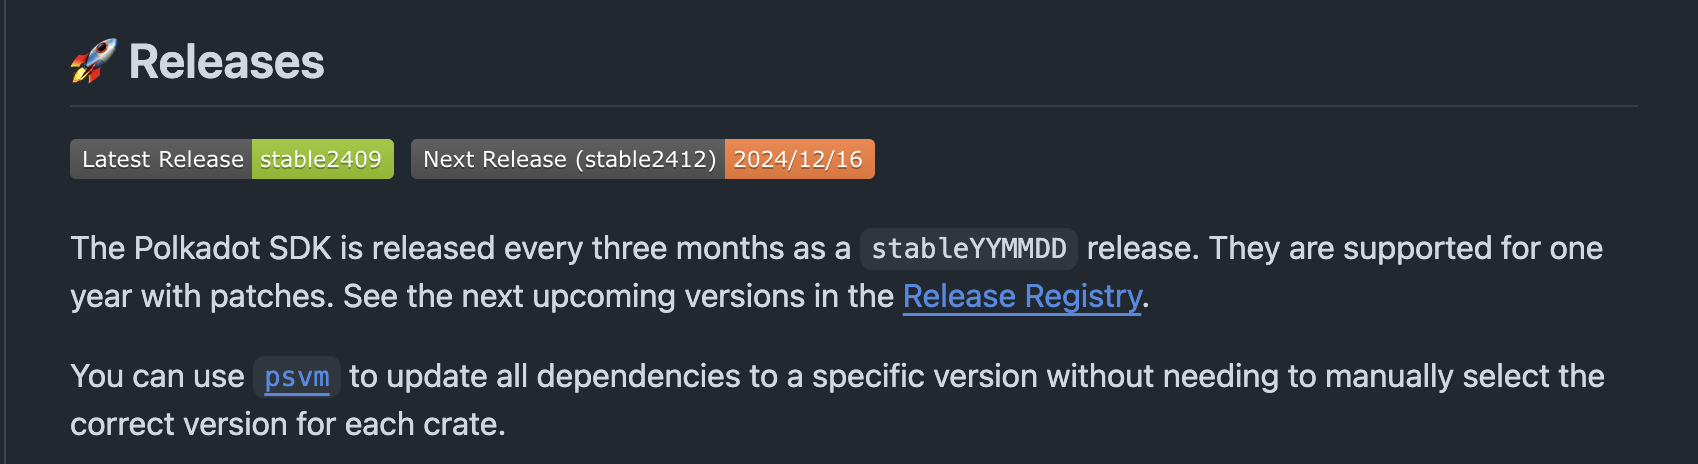 🚀 Releases
Latest Release stable2409 Next Release (stable2412) 2024/12/16
The Polkadot SDK is released every three months as a stableYYMMDD release. They are supported for one
year with patches. See the next upcoming versions in the Release Registry.
You can use psvm to update all dependencies to a specific version without needing to manually select the
correct version for each crate.